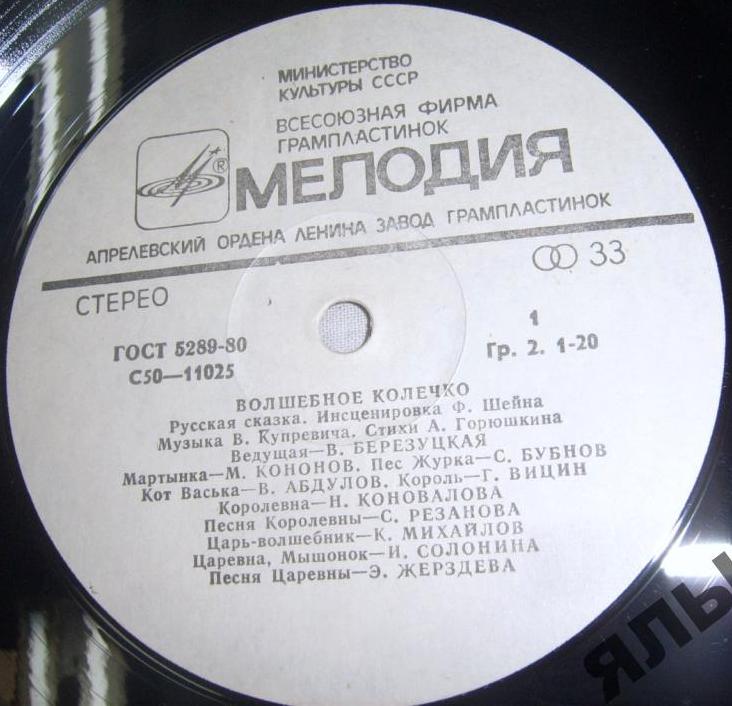 МИНИСТЕРСТВО
КУЛЬТУРЫ СССР
ВСЕСОЮЗНАЯ ФИРМА
ГРАМПЛАСТИНОК
®
МЕЛОДИЯ
АПРЕЛЕВСКИЙ ОРДЕНА ЛЕНИНА ЗАВОД ГРАМПЛАСТИНОК
СТЕРЕО
33
ГОСТ 5289-80
1
С50—11025
Гр. 2. 1-20
ВОЛШЕБНОЕ КОЛЕЧКО
Русская сказка. Инсценировка Ф. Шейна
Музыка В. Купревича. Стихи А. Горюшкина
Ведущая—В. БЕРЕЗУЦКАЯ
Мартынка—М. КОНОНОВ. Пес Журка—С. БУБНОВ
Кот Васька—В. АБДУЛОВ. Король—Г. ВИЦИН
Королевна—Н. КОНОВАЛОВА
Песня Королевны—С. РЕЗАНОВА
Царь-волшебник—К. МИХАЙЛОВ
Царевна, Мышонок—И. СОЛОНИНА
Песня Царевны—Э. ЖЕРЗДЕВА